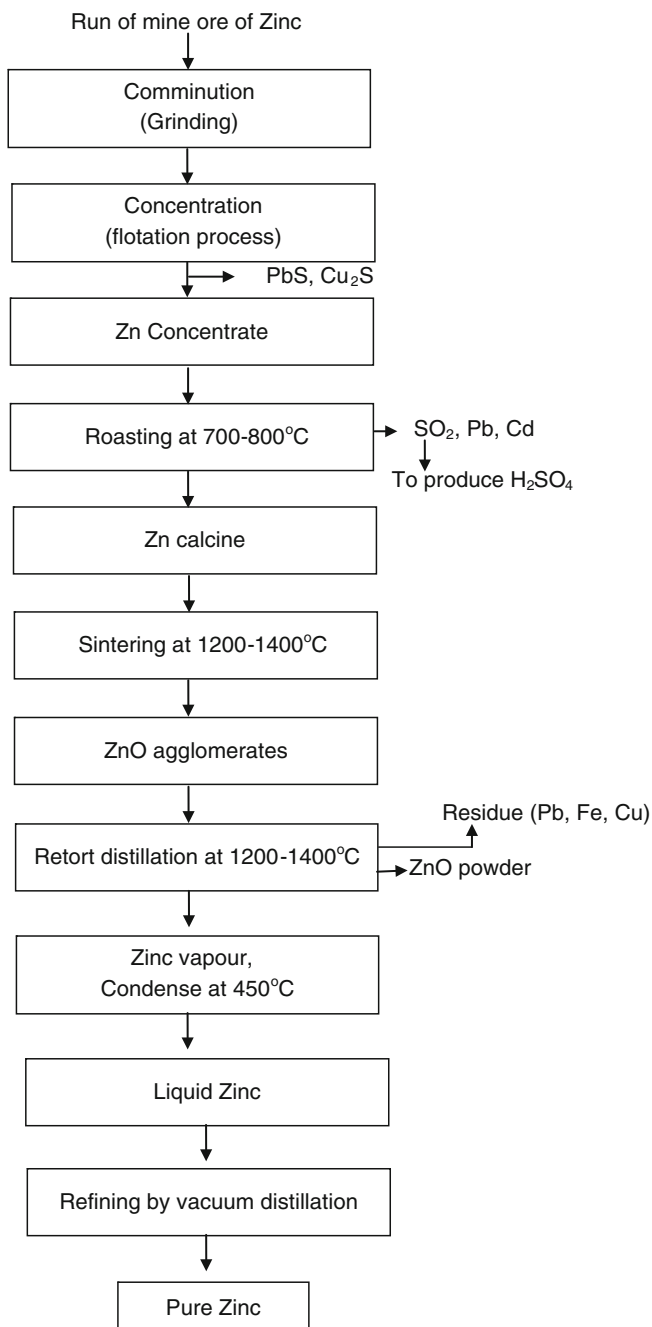 Run of mine ore of Zinc
Comminution
(Grinding)
Concentration
(flotation process)
PbS, Cu₂S
Zn Concentrate
Roasting at 700-800°C
SO₂, Pb, Cd
To produce H₂SO₄
Zn calcine
Sintering at 1200-1400°C
ZnO agglomerates
Residue (Pb, Fe, Cu)
Retort distillation at 1200-1400°C
ZnO powder
Zinc vapour,
Condense at 450°C
Liquid Zinc
Refining by vacuum distillation
Pure Zinc